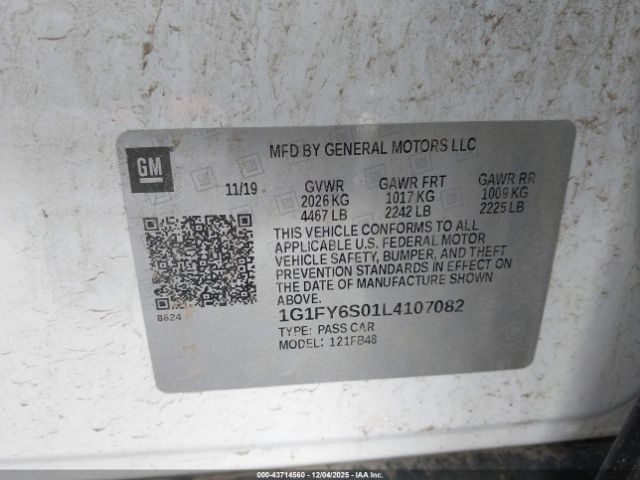 GM
MFD BY GENERAL MOTORS LLC
11/19 GVWR GAWR FRT GAWR RR
2026 KG 1017 KG 1009 KG
4467 LB 2242 LB 2225 LB
THIS VEHICLE CONFORMS TO ALL
APPLICABLE U.S. FEDERAL MOTOR
VEHICLE SAFETY, BUMPER, AND THEFT
PREVENTION STANDARDS IN EFFECT ON
THE DATE OF MANUFACTURE SHOWN
ABOVE.
8624
1G1FY6S01L4107082
TYPE: PASS CAR
MODEL: 121FB48
000-43714560 - 12/04/2025 - IAAI.COM